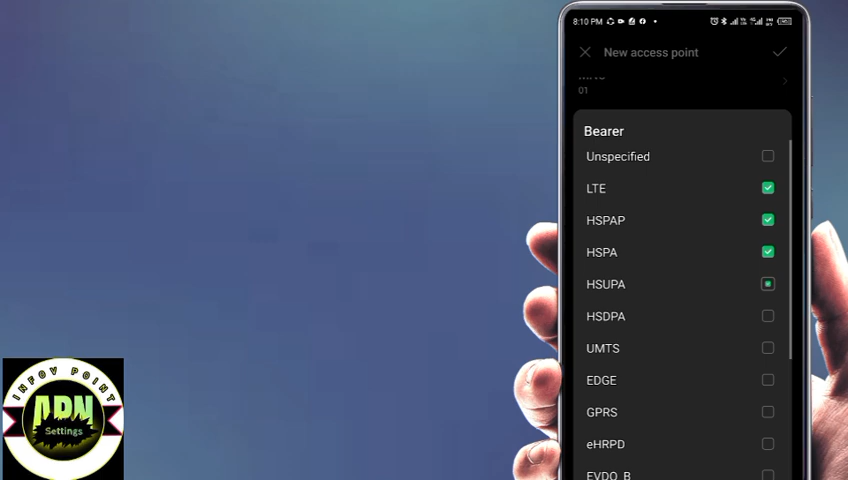 8:10 PM
New access point
MNC
01
Bearer
Unspecified
LTE
HSPAP
HSPA
HSUPA
HSDPA
UMTS
EDGE
GPRS
eHRPD
EVDO_B
INFOV POINT
APN
Settings